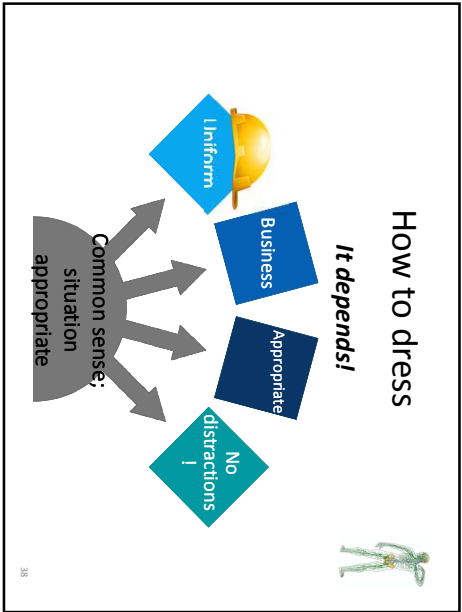 How to dress
It depends!
Uniform
Business
Appropriate
No
distractions
!
Common sense;
situation
appropriate
38